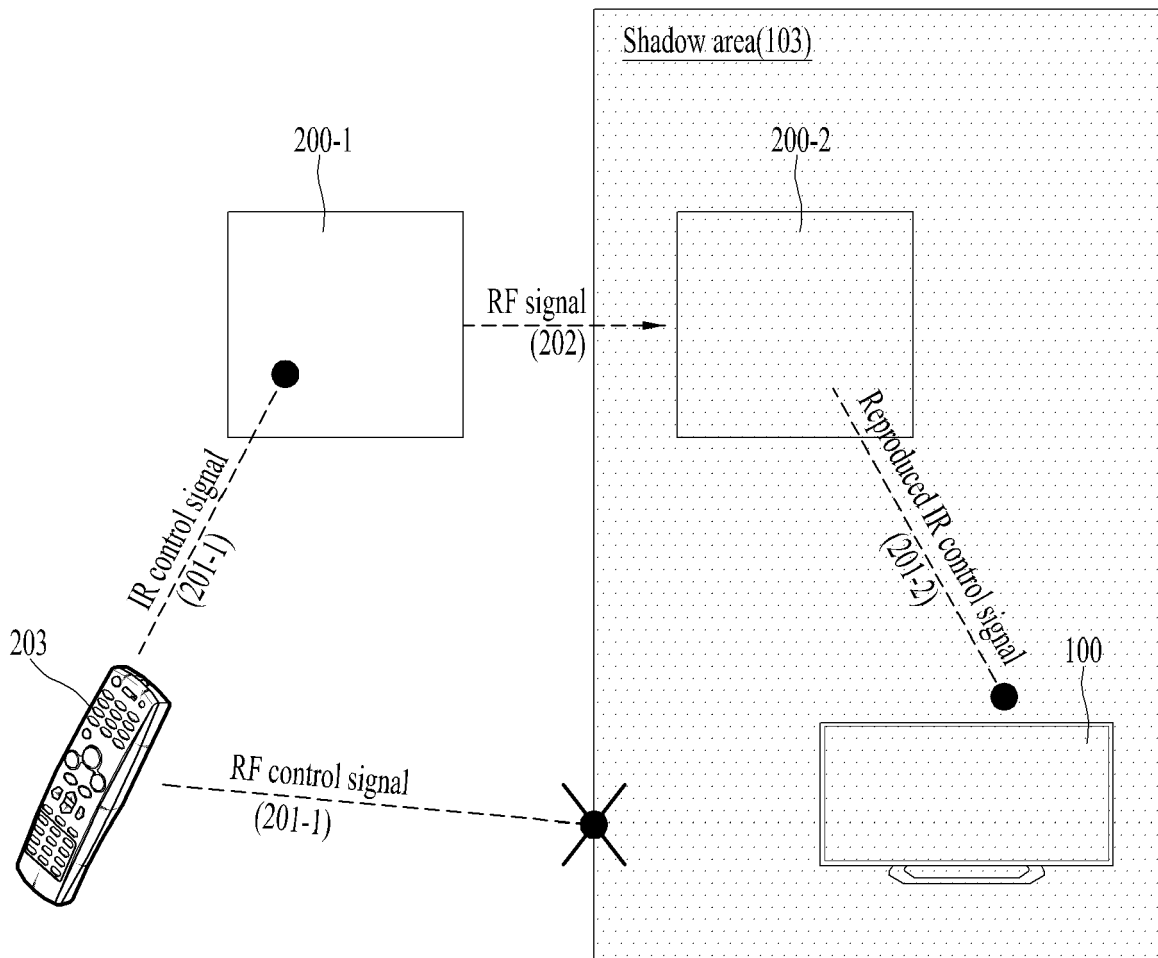 Shadow area(103)
200-1
200-2
RF signal
(202)
IR control signal
(201-1)
Reproduced IR control signal
(201-2)
203
100
RF control signal
(201-1)